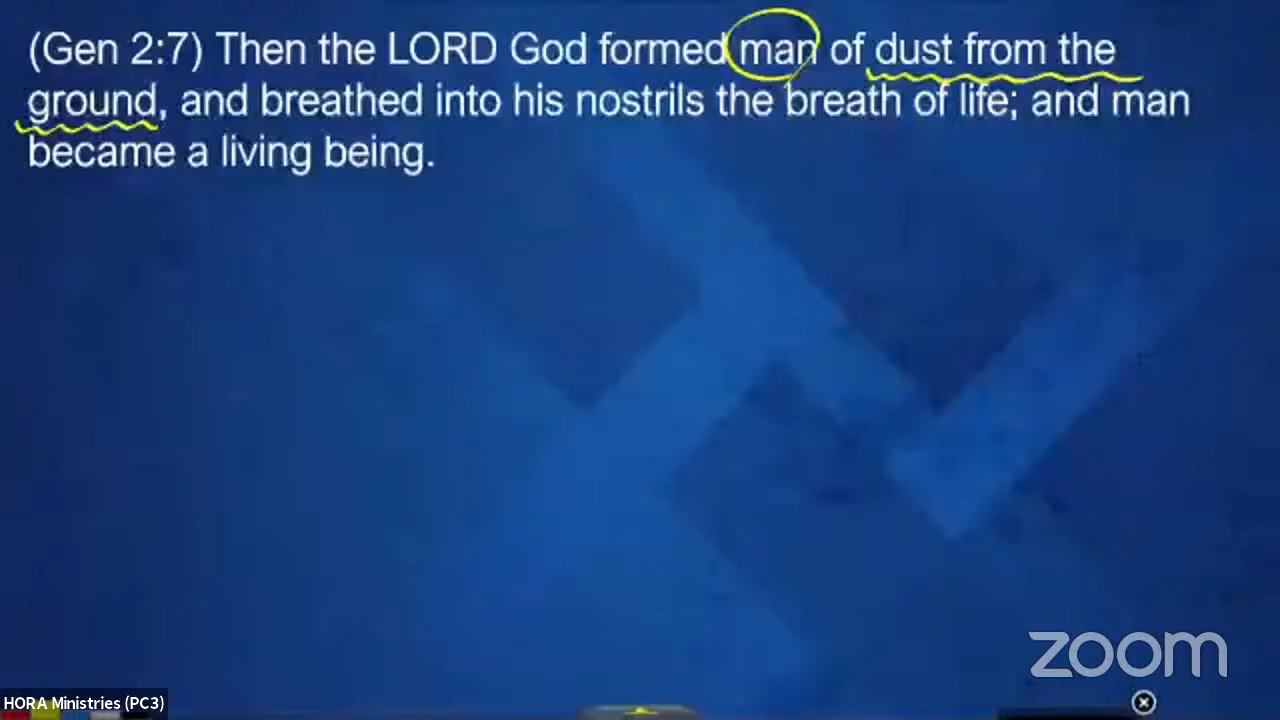 (Gen 2:7) Then the LORD God formed man of dust from the
ground, and breathed into his nostrils the breath of life; and man
became a living being.
zoom
HORA Ministries (PC3)